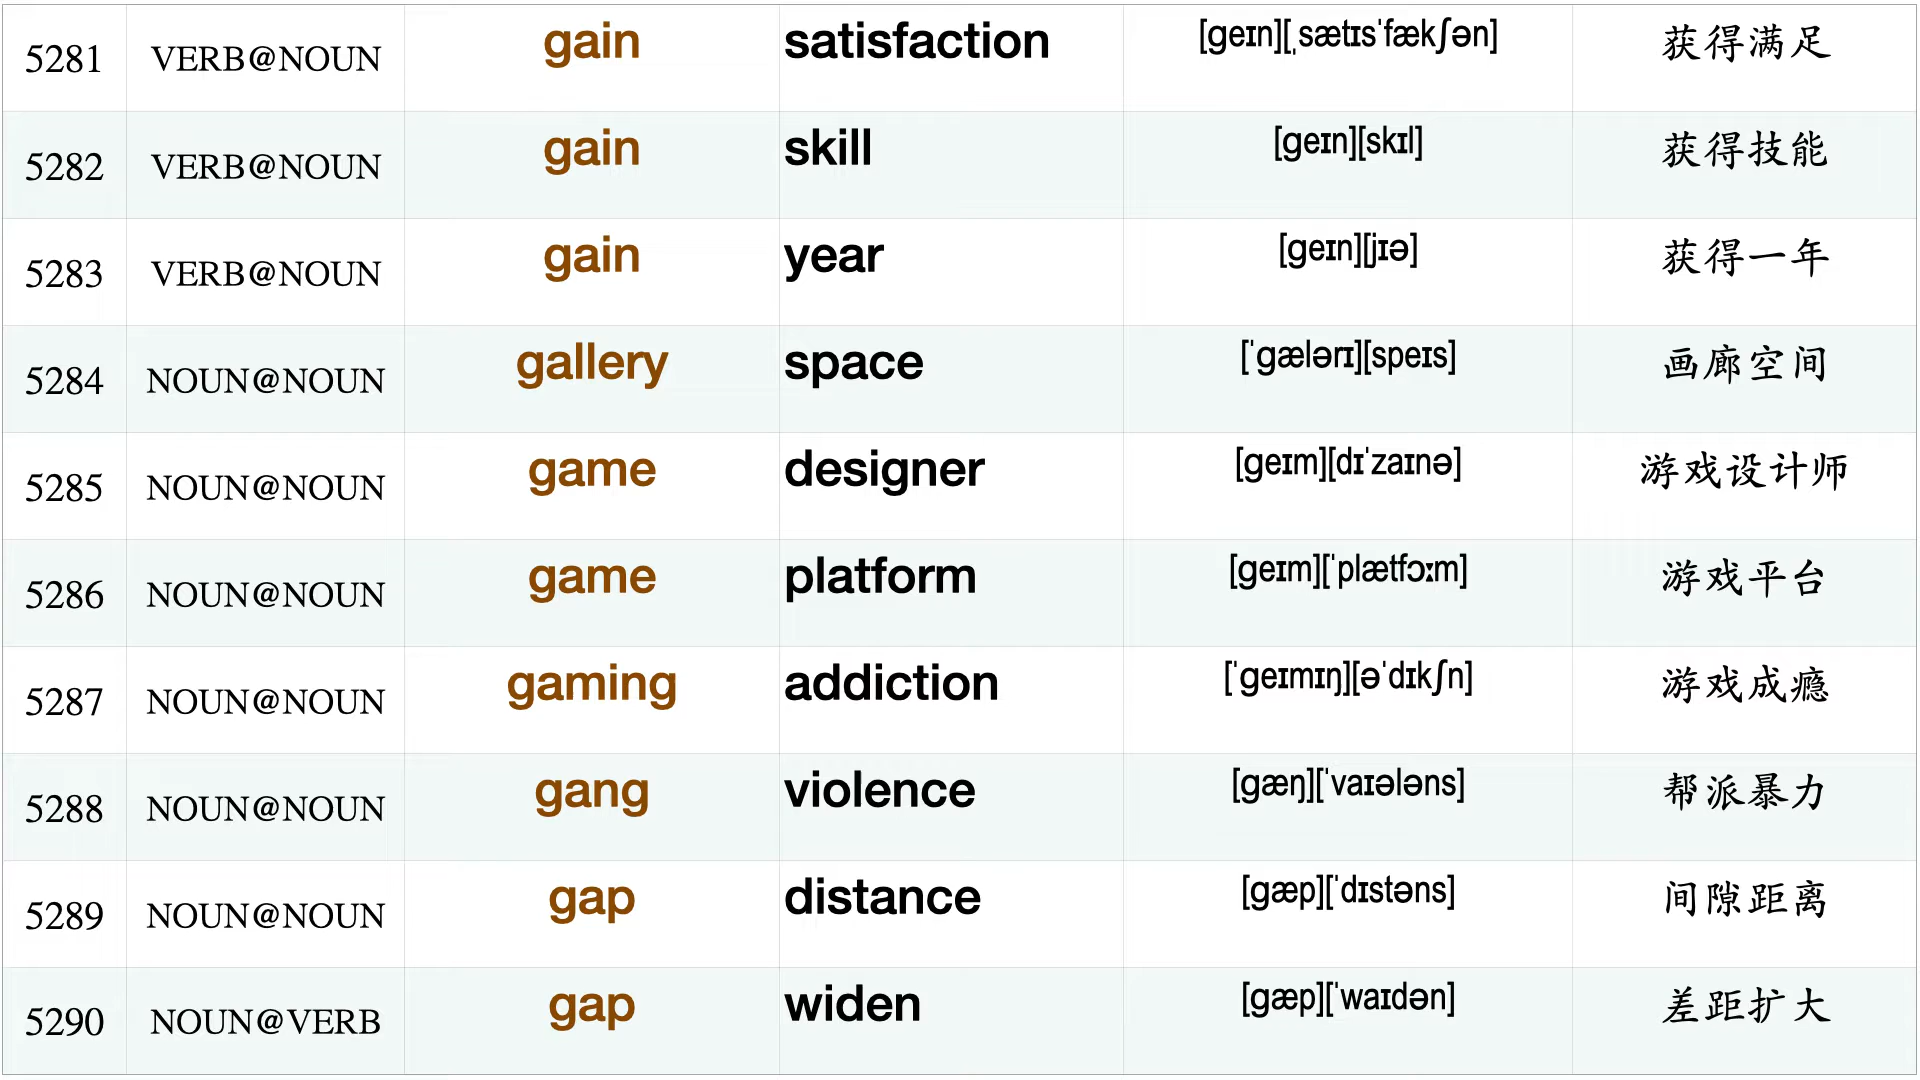 5281 VERB@NOUN gain satisfaction [geɪn][ˌsætɪsˈfækʃən] 获得满足
5282 VERB@NOUN gain skill [geɪn][skɪl] 获得技能
5283 VERB@NOUN gain year [geɪn][jɪə] 获得一年
5284 NOUN@NOUN gallery space [ˈgælərɪ][speɪs] 画廊空间
5285 NOUN@NOUN game designer [geɪm][dɪˈzaɪnə] 游戏设计师
5286 NOUN@NOUN game platform [geɪm][ˈplætfɔːm] 游戏平台
5287 NOUN@NOUN gaming addiction [ˈgeɪmɪŋ][əˈdɪkʃn] 游戏成瘾
5288 NOUN@NOUN gang violence [gæŋ][ˈvaɪələns] 帮派暴力
5289 NOUN@NOUN gap distance [gæp][ˈdɪstəns] 间隙距离
5290 NOUN@VERB gap widen [gæp][ˈwaɪdən] 差距扩大